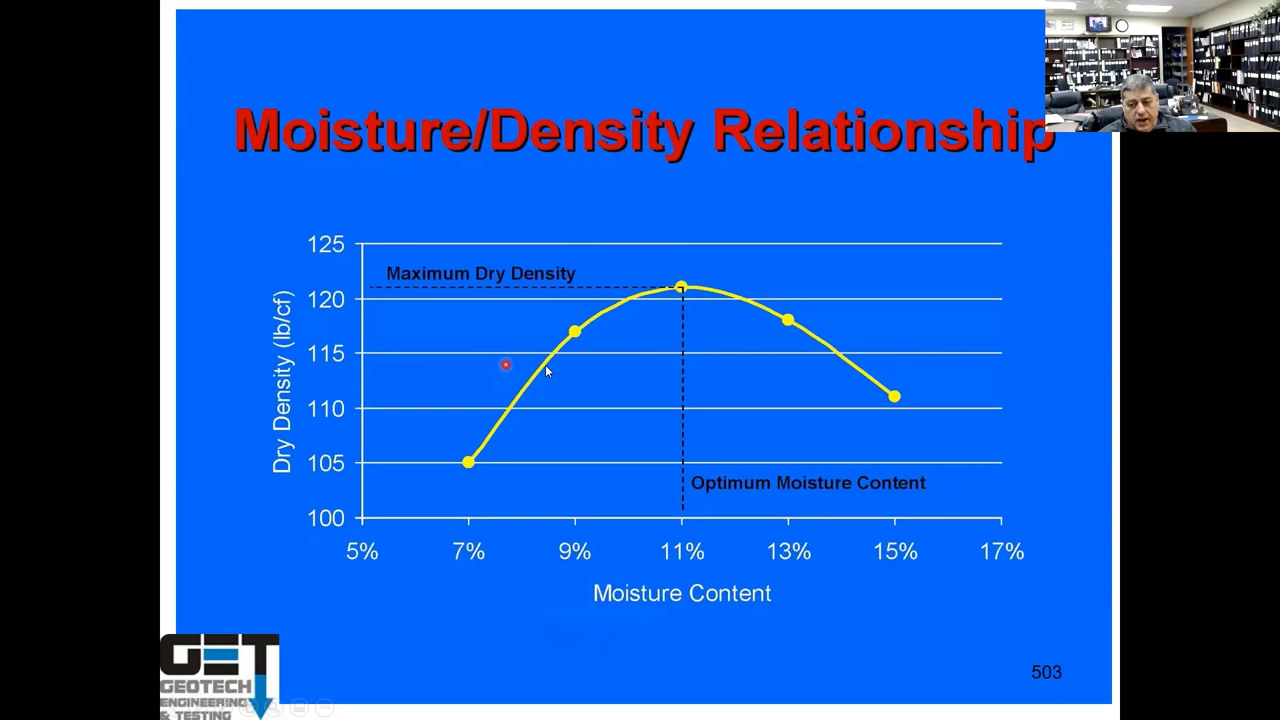 Moisture/Density Relationship
125
Maximum Dry Density
120
115
110
105
100
Dry Density (lb/cf)
Optimum Moisture Content
5% 7% 9% 11% 13% 15% 17%
Moisture Content
503
GET
GEOTECH
ENGINEERING
& TESTING